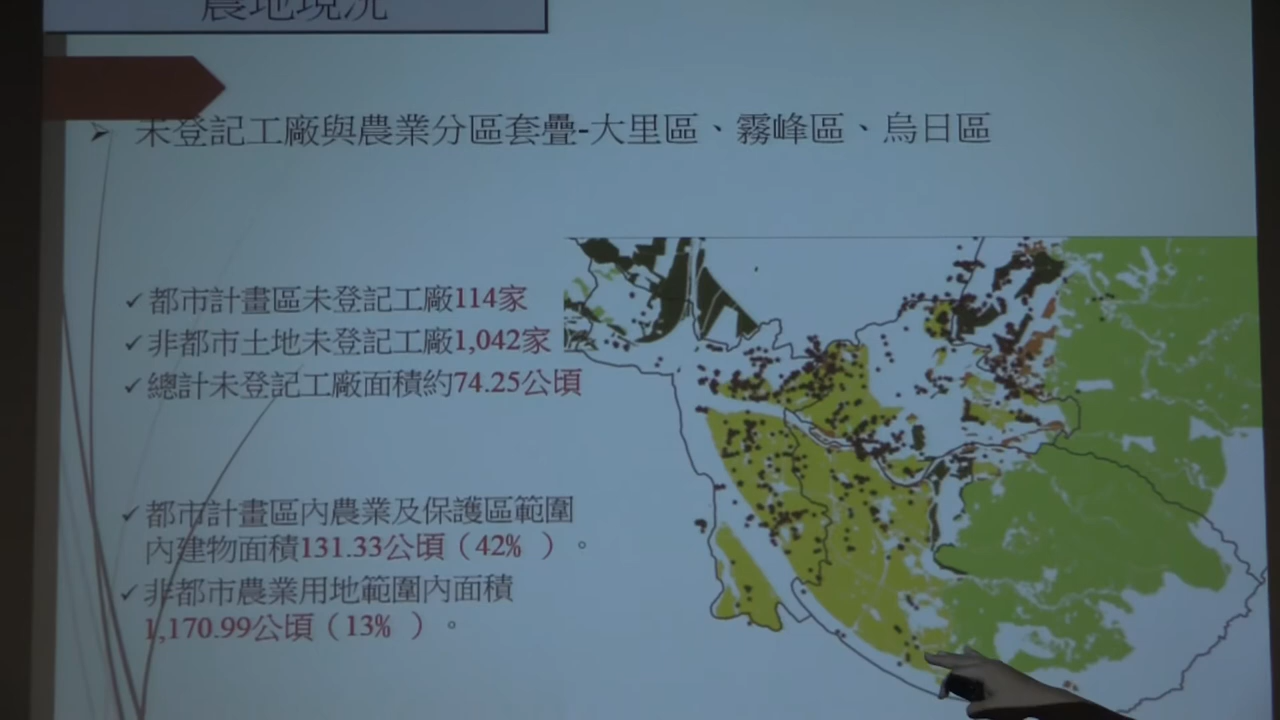 農地現況
未登記工廠與農業分區套疊-大里區、霧峰區、烏日區
都市計畫區未登記工廠114家
非都市土地未登記工廠1,042家
總計未登記工廠面積約74.25公頃
都市計畫區內農業及保護區範圍
內建物面積131.33公頃（42% ）。
非都市農業用地範圍內面積
1,170.99公頃（13% ）。